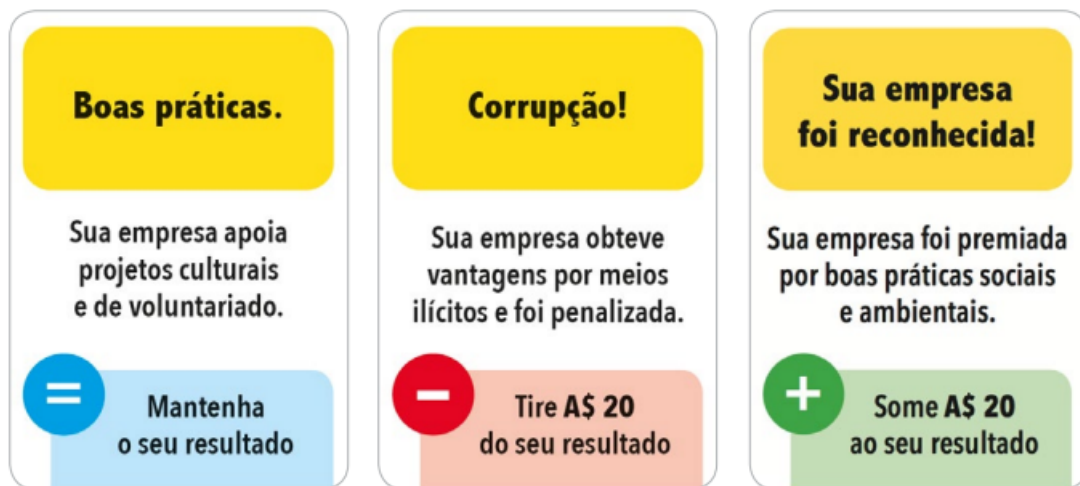 Boas práticas.
Sua empresa apoia
projetos culturais
e de voluntariado.
=
Mantenha
o seu resultado
Corrupção!
Sua empresa obteve
vantagens por meios
ilícitos e foi penalizada.
−
Tire A$ 20
do seu resultado
Sua empresa
foi reconhecida!
Sua empresa foi premiada
por boas práticas sociais
e ambientais.
+
Some A$ 20
ao seu resultado